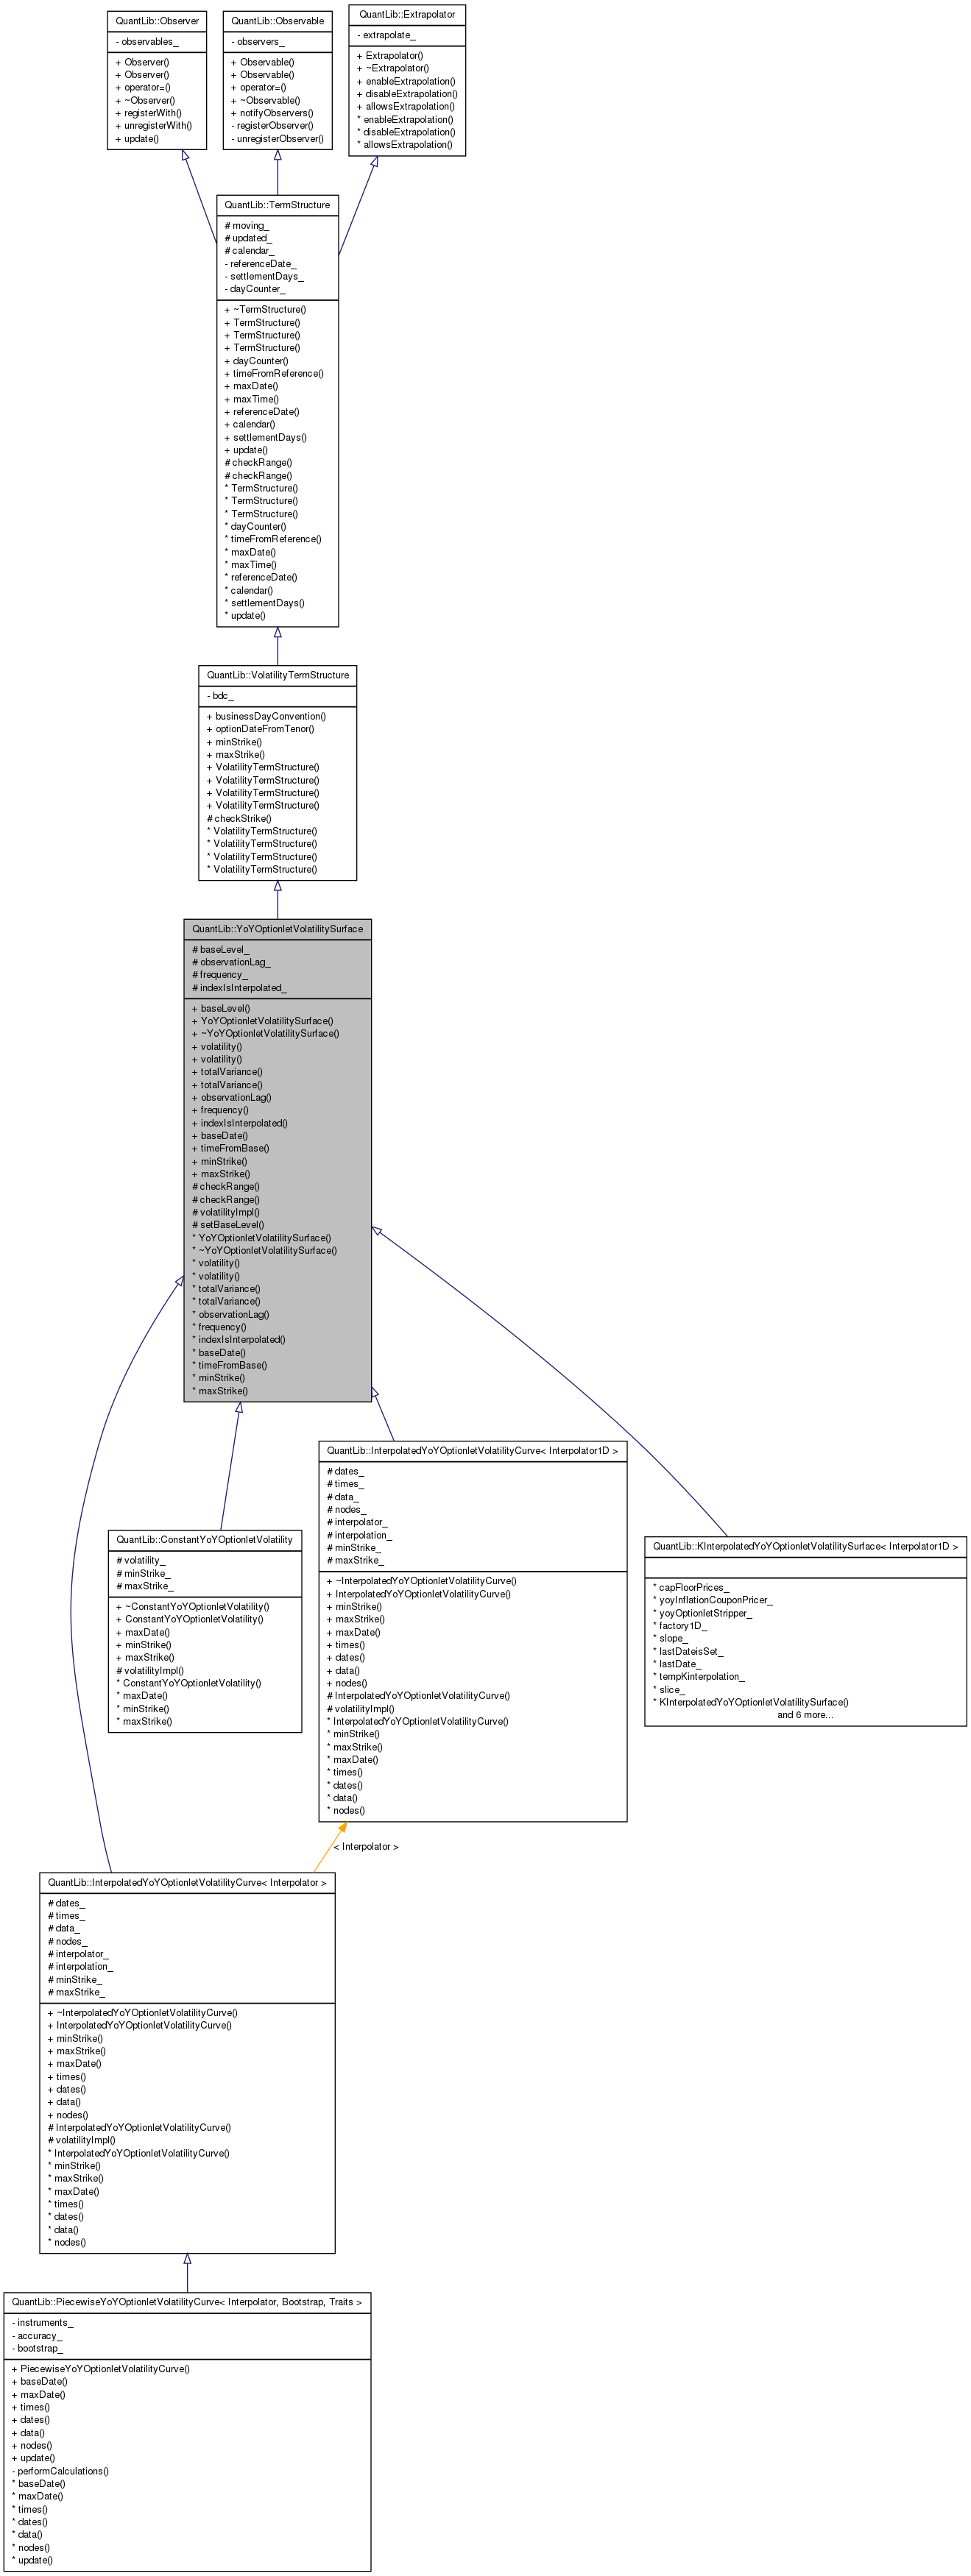 QuantLib::Observer
- observables_
+ Observer()
+ Observer()
+ operator=()
+ ~Observer()
+ registerWith()
+ unregisterWith()
+ update()
QuantLib::Observable
- observers_
+ Observable()
+ Observable()
+ operator=()
+ ~Observable()
+ notifyObservers()
- registerObserver()
- unregisterObserver()
QuantLib::Extrapolator
- extrapolate_
+ Extrapolator()
+ ~Extrapolator()
+ enableExtrapolation()
+ disableExtrapolation()
+ allowsExtrapolation()
* enableExtrapolation()
* disableExtrapolation()
* allowsExtrapolation()
QuantLib::TermStructure
# moving_
# updated_
# calendar_
- referenceDate_
- settlementDays_
- dayCounter_
+ ~TermStructure()
+ TermStructure()
+ TermStructure()
+ TermStructure()
+ dayCounter()
+ timeFromReference()
+ maxDate()
+ maxTime()
+ referenceDate()
+ calendar()
+ settlementDays()
+ update()
# checkRange()
# checkRange()
* TermStructure()
* TermStructure()
* TermStructure()
* dayCounter()
* timeFromReference()
* maxDate()
* maxTime()
* referenceDate()
* calendar()
* settlementDays()
* update()
QuantLib::VolatilityTermStructure
- bdc_
+ businessDayConvention()
+ optionDateFromTenor()
+ minStrike()
+ maxStrike()
+ VolatilityTermStructure()
+ VolatilityTermStructure()
+ VolatilityTermStructure()
+ VolatilityTermStructure()
# checkStrike()
* VolatilityTermStructure()
* VolatilityTermStructure()
* VolatilityTermStructure()
* VolatilityTermStructure()
QuantLib::YoYOptionletVolatilitySurface
# baseLevel_
# observationLag_
# frequency_
# indexIsInterpolated_
+ baseLevel()
+ YoYOptionletVolatilitySurface()
+ ~YoYOptionletVolatilitySurface()
+ volatility()
+ volatility()
+ totalVariance()
+ totalVariance()
+ observationLag()
+ frequency()
+ indexIsInterpolated()
+ baseDate()
+ timeFromBase()
+ minStrike()
+ maxStrike()
# checkRange()
# checkRange()
# volatilityImpl()
# setBaseLevel()
* YoYOptionletVolatilitySurface()
* ~YoYOptionletVolatilitySurface()
* volatility()
* volatility()
* totalVariance()
* totalVariance()
* observationLag()
* frequency()
* indexIsInterpolated()
* baseDate()
* timeFromBase()
* minStrike()
* maxStrike()
QuantLib::ConstantYoYOptionletVolatility
# volatility_
# minStrike_
# maxStrike_
+ ~ConstantYoYOptionletVolatility()
+ ConstantYoYOptionletVolatility()
+ maxDate()
+ minStrike()
+ maxStrike()
# volatilityImpl()
* ConstantYoYOptionletVolatility()
* maxDate()
* minStrike()
* maxStrike()
QuantLib::InterpolatedYoYOptionletVolatilityCurve< Interpolator1D >
# dates_
# times_
# data_
# nodes_
# interpolator_
# interpolation_
# minStrike_
# maxStrike_
+ ~InterpolatedYoYOptionletVolatilityCurve()
+ InterpolatedYoYOptionletVolatilityCurve()
+ minStrike()
+ maxStrike()
+ maxDate()
+ times()
+ dates()
+ data()
+ nodes()
# InterpolatedYoYOptionletVolatilityCurve()
# volatilityImpl()
* InterpolatedYoYOptionletVolatilityCurve()
* minStrike()
* maxStrike()
* maxDate()
* times()
* dates()
* data()
* nodes()
QuantLib::KInterpolatedYoYOptionletVolatilitySurface< Interpolator1D >
* capFloorPrices_
* yoyInflationCouponPricer_
* yoyOptionletStripper_
* factory1D_
* slope_
* lastDateisSet_
* lastDate_
* tempKinterpolation_
* slice_
* KInterpolatedYoYOptionletVolatilitySurface()
and 6 more...
< Interpolator >
QuantLib::InterpolatedYoYOptionletVolatilityCurve< Interpolator >
# dates_
# times_
# data_
# nodes_
# interpolator_
# interpolation_
# minStrike_
# maxStrike_
+ ~InterpolatedYoYOptionletVolatilityCurve()
+ InterpolatedYoYOptionletVolatilityCurve()
+ minStrike()
+ maxStrike()
+ maxDate()
+ times()
+ dates()
+ data()
+ nodes()
# InterpolatedYoYOptionletVolatilityCurve()
# volatilityImpl()
* InterpolatedYoYOptionletVolatilityCurve()
* minStrike()
* maxStrike()
* maxDate()
* times()
* dates()
* data()
* nodes()
QuantLib::PiecewiseYoYOptionletVolatilityCurve< Interpolator, Bootstrap, Traits >
- instruments_
- accuracy_
- bootstrap_
+ PiecewiseYoYOptionletVolatilityCurve()
+ baseDate()
+ maxDate()
+ times()
+ dates()
+ data()
+ nodes()
+ update()
- performCalculations()
* baseDate()
* maxDate()
* times()
* dates()
* data()
* nodes()
* update()